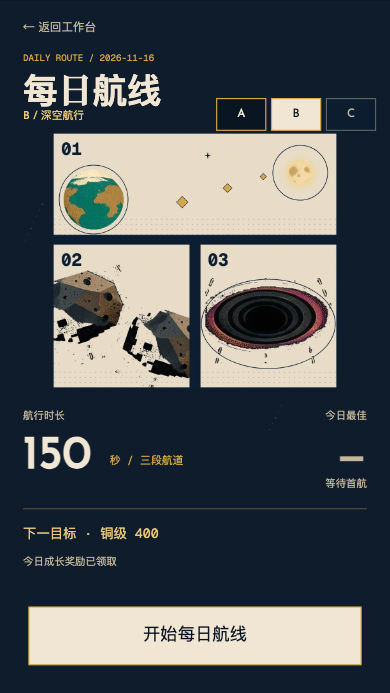 ← 返回工作台
DAILY ROUTE / 2026-11-16
每日航线
B / 深空航行
A
B
C
01
02
03
航行时长
今日最佳
150
秒 / 三段航道
—
等待首航
下一目标 · 铜级 400
今日成长奖励已领取
开始每日航线